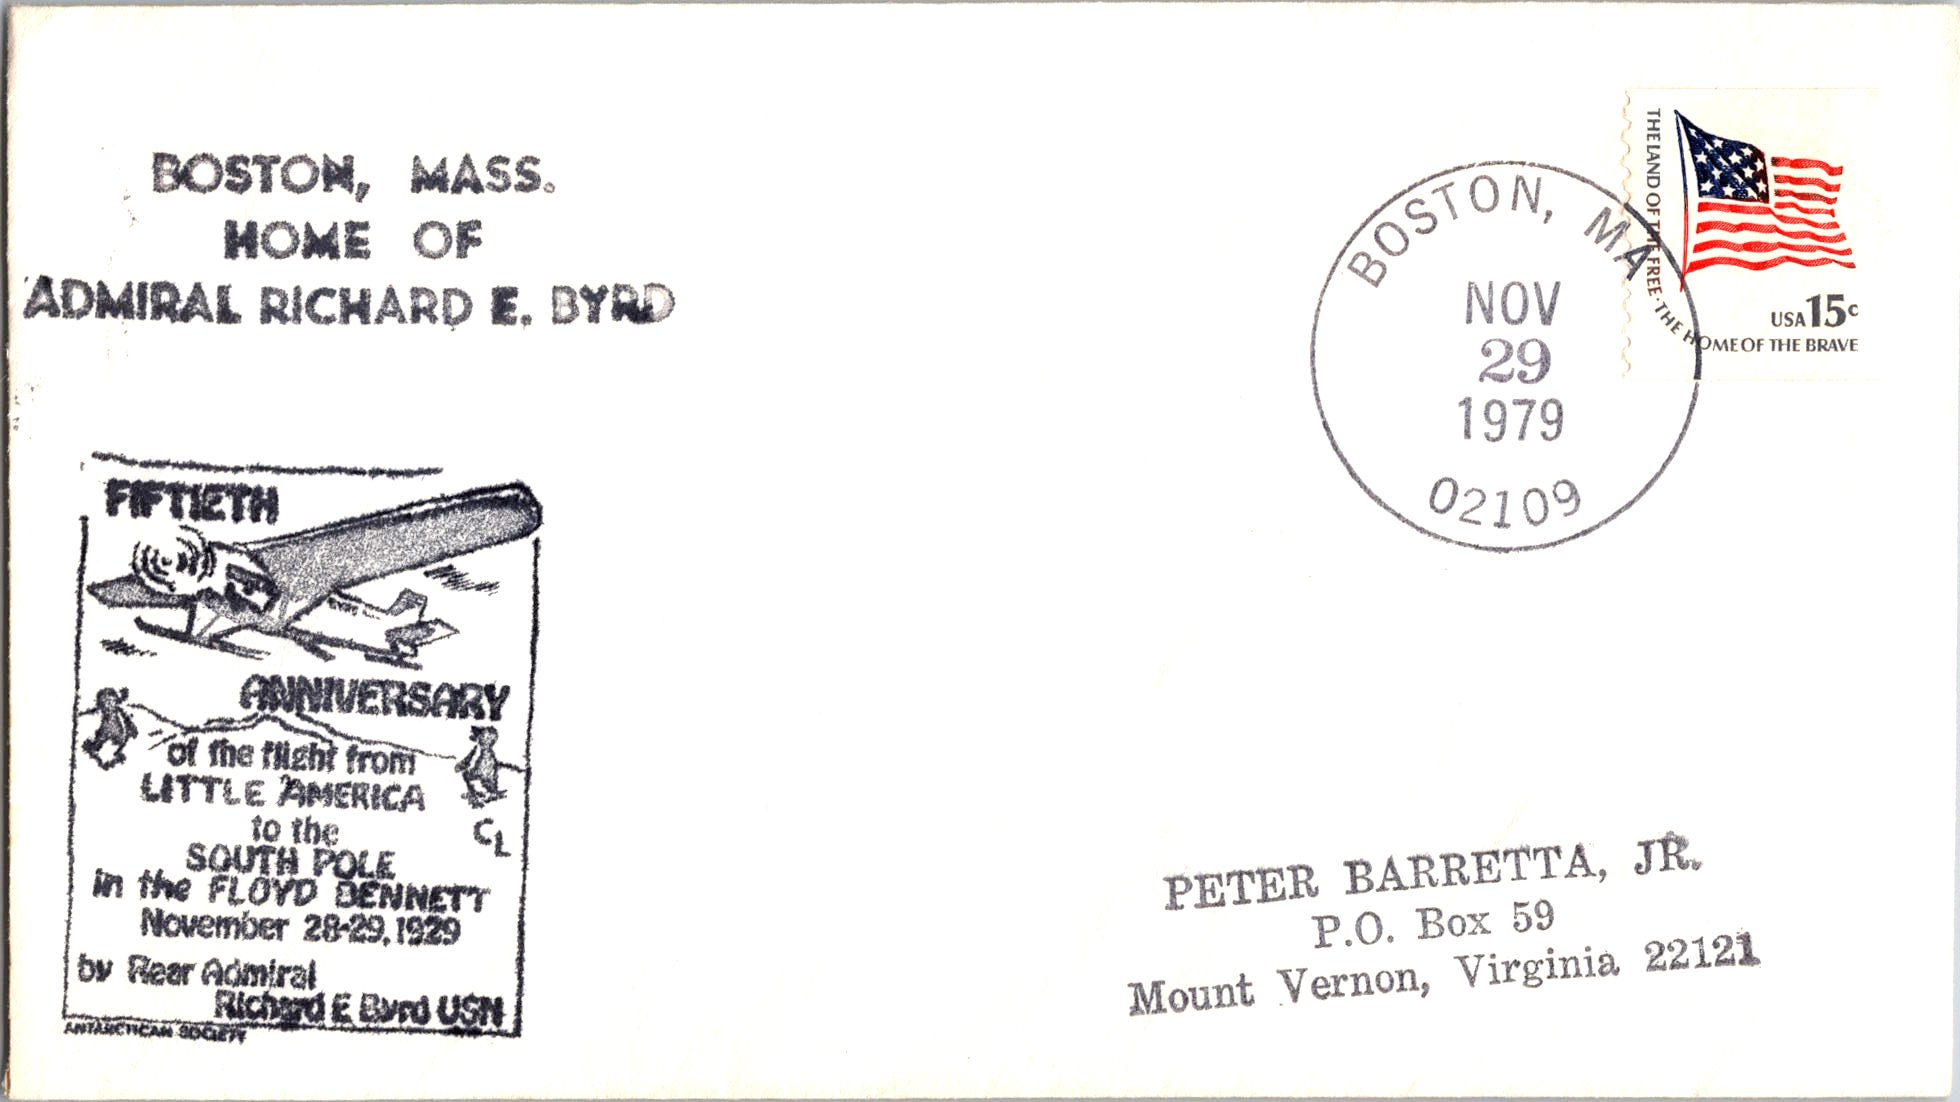 BOSTON, MASS.
HOME OF
ADMIRAL RICHARD E. BYRD
THE LAND OF THE FREE · THE HOME OF THE BRAVE
USA 15c
BOSTON, MA
NOV
29
1979
02109
FIFTIETH
ANNIVERSARY
of the flight from
LITTLE AMERICA
to the
SOUTH POLE
in the FLOYD BENNETT
November 28-29, 1929
by Rear Admiral
Richard E Byrd USN
CL
ANTARCTICAN SOCIETY
PETER BARRETTA, JR.
P.O. Box 59
Mount Vernon, Virginia 22121